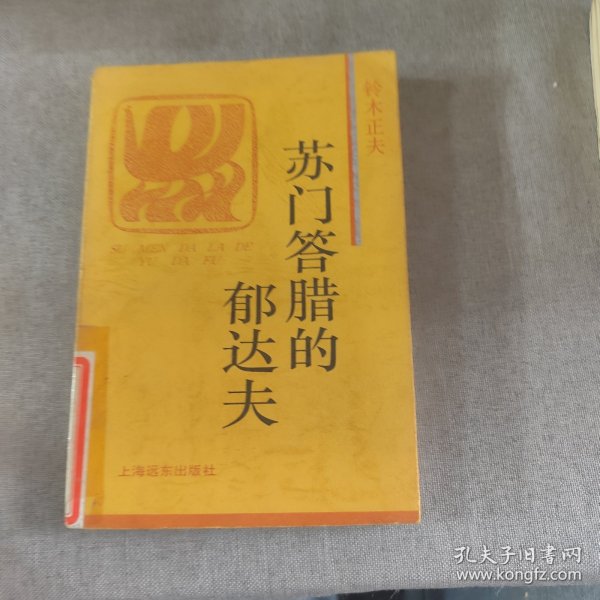 铃木正夫
苏门答腊的
郁达夫
SU MEN DA LA DE
YU DA FU
上海远东出版社
孔夫子旧书网
www.kongfz.com